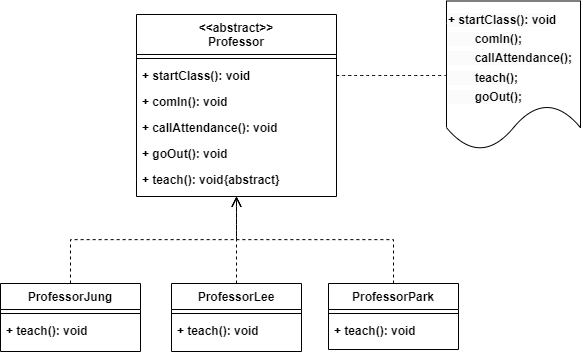 <<abstract>>
Professor
+ startClass(): void
+ comIn(): void
+ callAttendance(): void
+ goOut(): void
+ teach(): void{abstract}
+ startClass(): void
comIn();
callAttendance();
teach();
goOut();
ProfessorJung
+ teach(): void
ProfessorLee
+ teach(): void
ProfessorPark
+ teach(): void